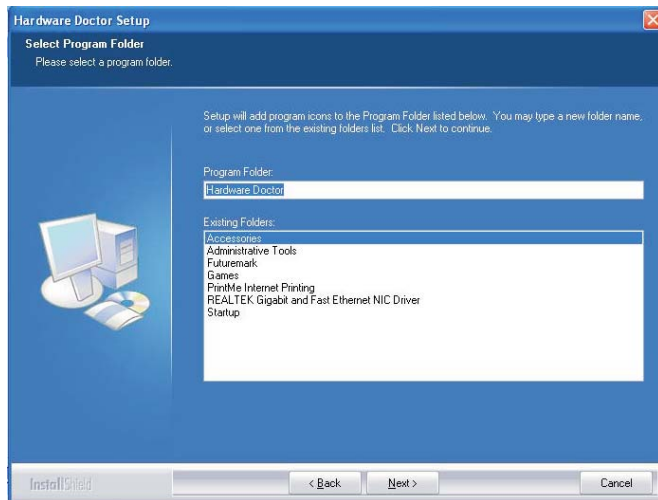 Hardware Doctor Setup
Select Program Folder
Please select a program folder.
Setup will add program icons to the Program Folder listed below.  You may type a new folder name,
or select one from the existing folders list.  Click Next to continue.
Program Folder:
Hardware Doctor
Existing Folders:
Accessories
Administrative Tools
Futuremark
Games
PrintMe Internet Printing
REALTEK Gigabit and Fast Ethernet NIC Driver
Startup
InstallShield
< Back
Next >
Cancel